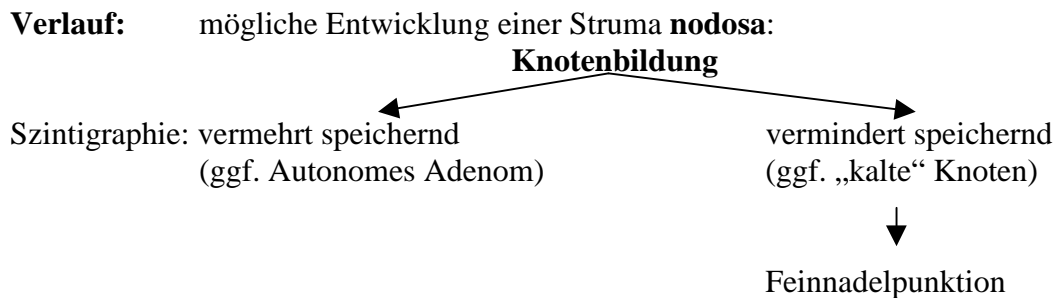 Verlauf: mögliche Entwicklung einer Struma nodosa:
Knotenbildung
Szintigraphie: vermehrt speichernd vermindert speichernd
(ggf. Autonomes Adenom) (ggf. „kalte“ Knoten)
Feinnadelpunktion